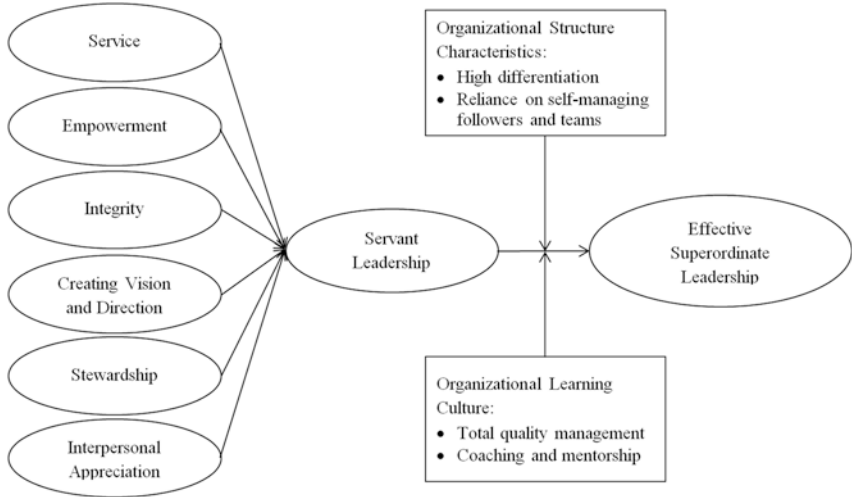 Service
Empowerment
Integrity
Creating Vision
and Direction
Stewardship
Interpersonal
Appreciation
Servant
Leadership
Organizational Structure
Characteristics:
• High differentiation
• Reliance on self-managing
followers and teams
Organizational Learning
Culture:
• Total quality management
• Coaching and mentorship
Effective
Superordinate
Leadership